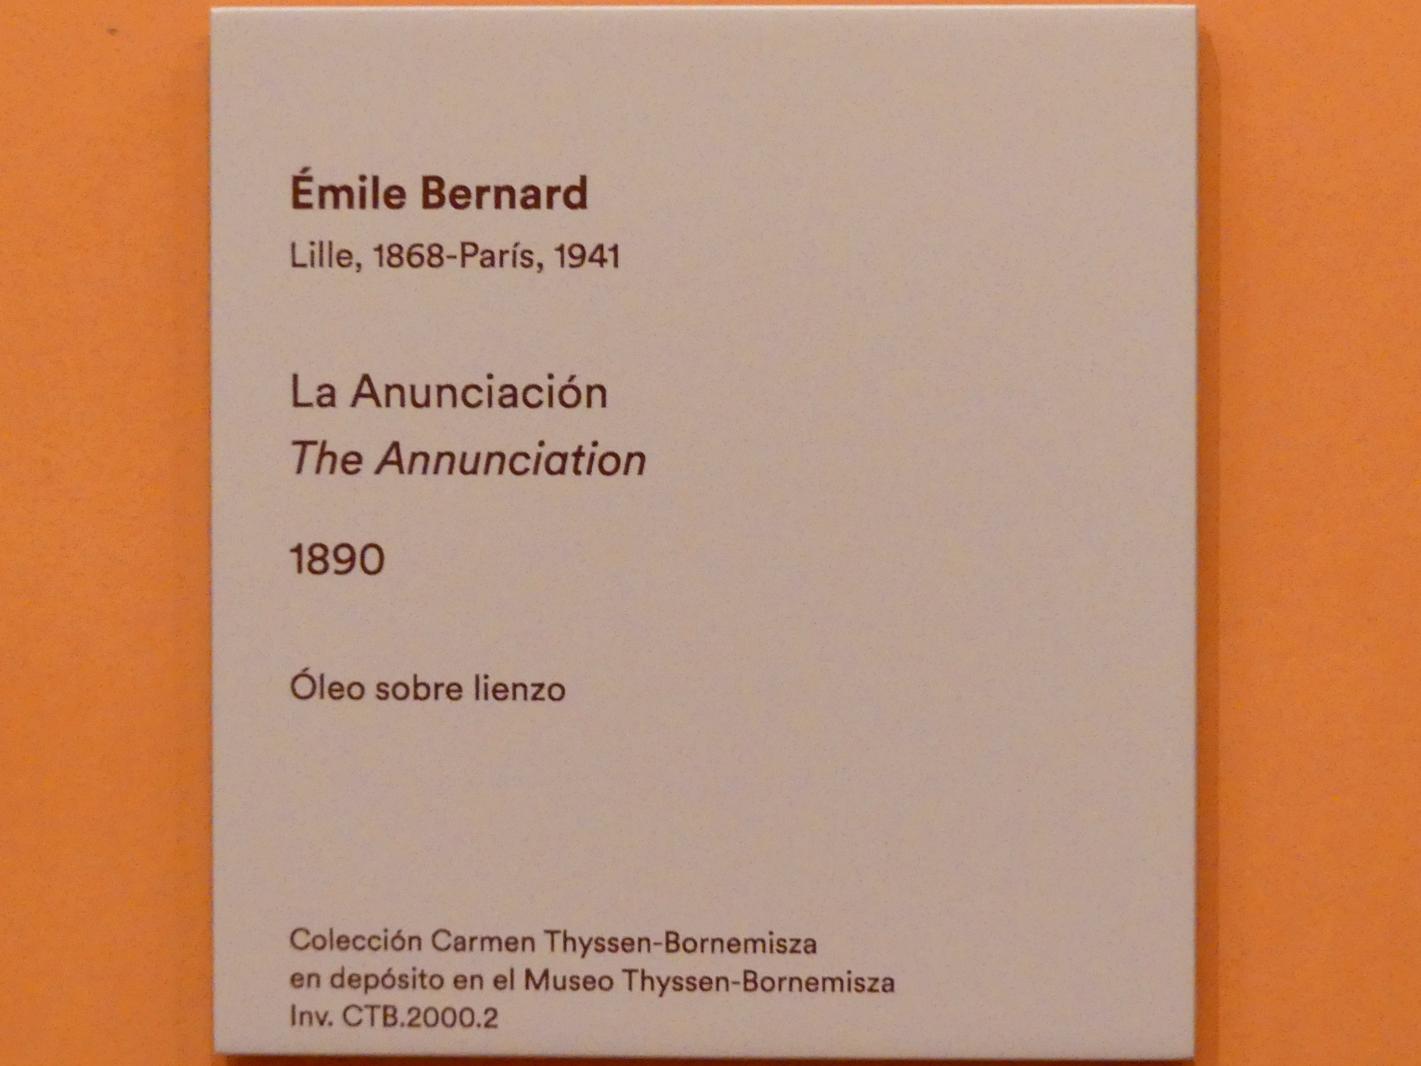 Émile Bernard
Lille, 1868-París, 1941
La Anunciación
The Annunciation
1890
Óleo sobre lienzo
Colección Carmen Thyssen-Bornemisza
en depósito en el Museo Thyssen-Bornemisza
Inv. CTB.2000.2